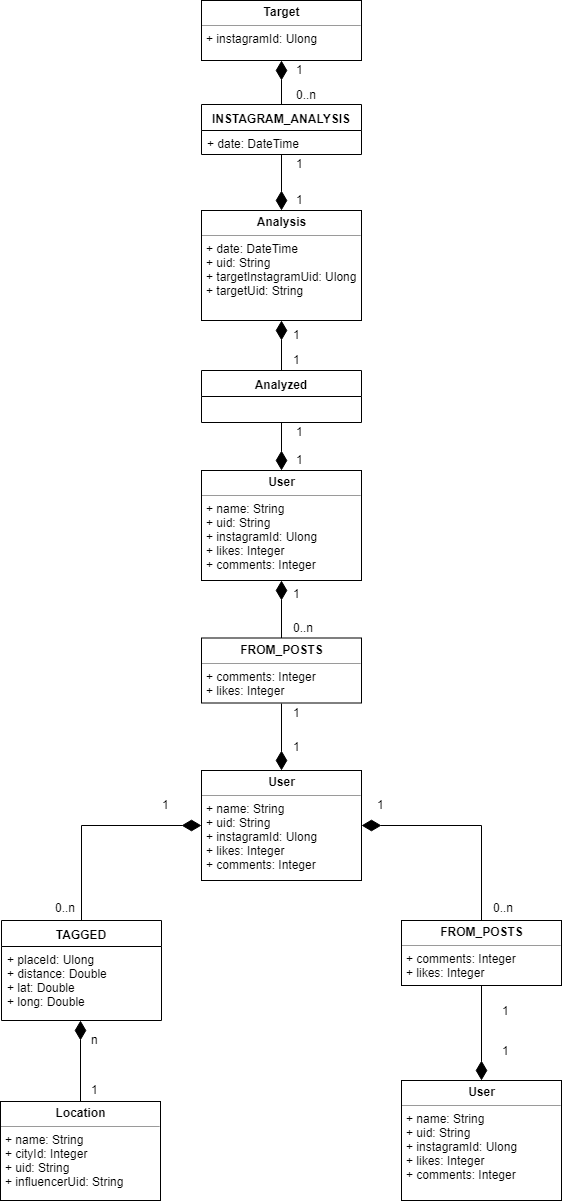 Target
+ instagramId: Ulong
1
0..n
INSTAGRAM_ANALYSIS
+ date: DateTime
1
1
Analysis
+ date: DateTime
+ uid: String
+ targetInstagramUid: Ulong
+ targetUid: String
1
1
Analyzed
1
1
User
+ name: String
+ uid: String
+ instagramId: Ulong
+ likes: Integer
+ comments: Integer
1
0..n
FROM_POSTS
+ comments: Integer
+ likes: Integer
1
1
User
+ name: String
+ uid: String
+ instagramId: Ulong
+ likes: Integer
+ comments: Integer
1
0..n
TAGGED
+ placeId: Ulong
+ distance: Double
+ lat: Double
+ long: Double
n
1
Location
+ name: String
+ cityId: Integer
+ uid: String
+ influencerUid: String
1
0..n
FROM_POSTS
+ comments: Integer
+ likes: Integer
1
1
User
+ name: String
+ uid: String
+ instagramId: Ulong
+ likes: Integer
+ comments: Integer